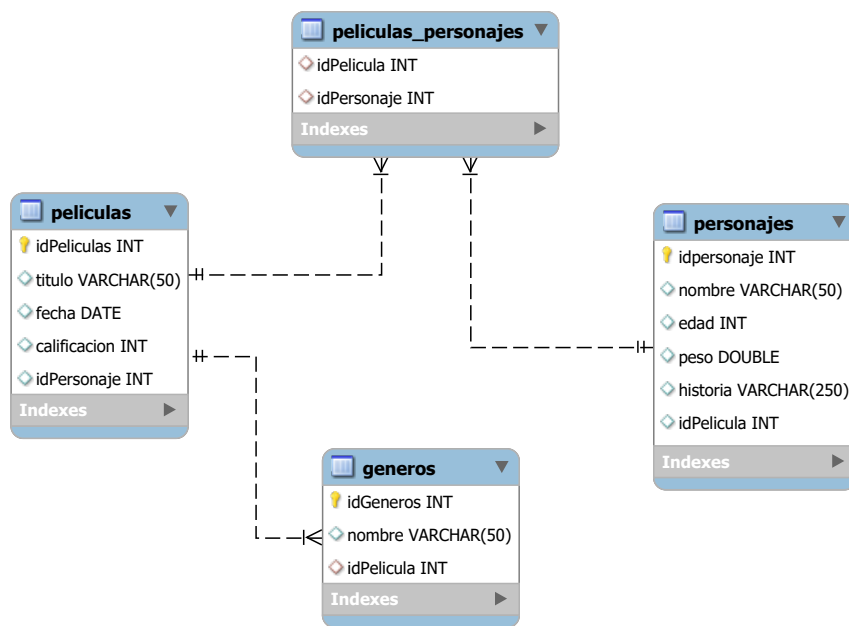 peliculas_personajes
idPelicula INT
idPersonaje INT
Indexes
peliculas
idPeliculas INT
titulo VARCHAR(50)
fecha DATE
calificacion INT
idPersonaje INT
Indexes
personajes
idpersonaje INT
nombre VARCHAR(50)
edad INT
peso DOUBLE
historia VARCHAR(250)
idPelicula INT
Indexes
generos
idGeneros INT
nombre VARCHAR(50)
idPelicula INT
Indexes